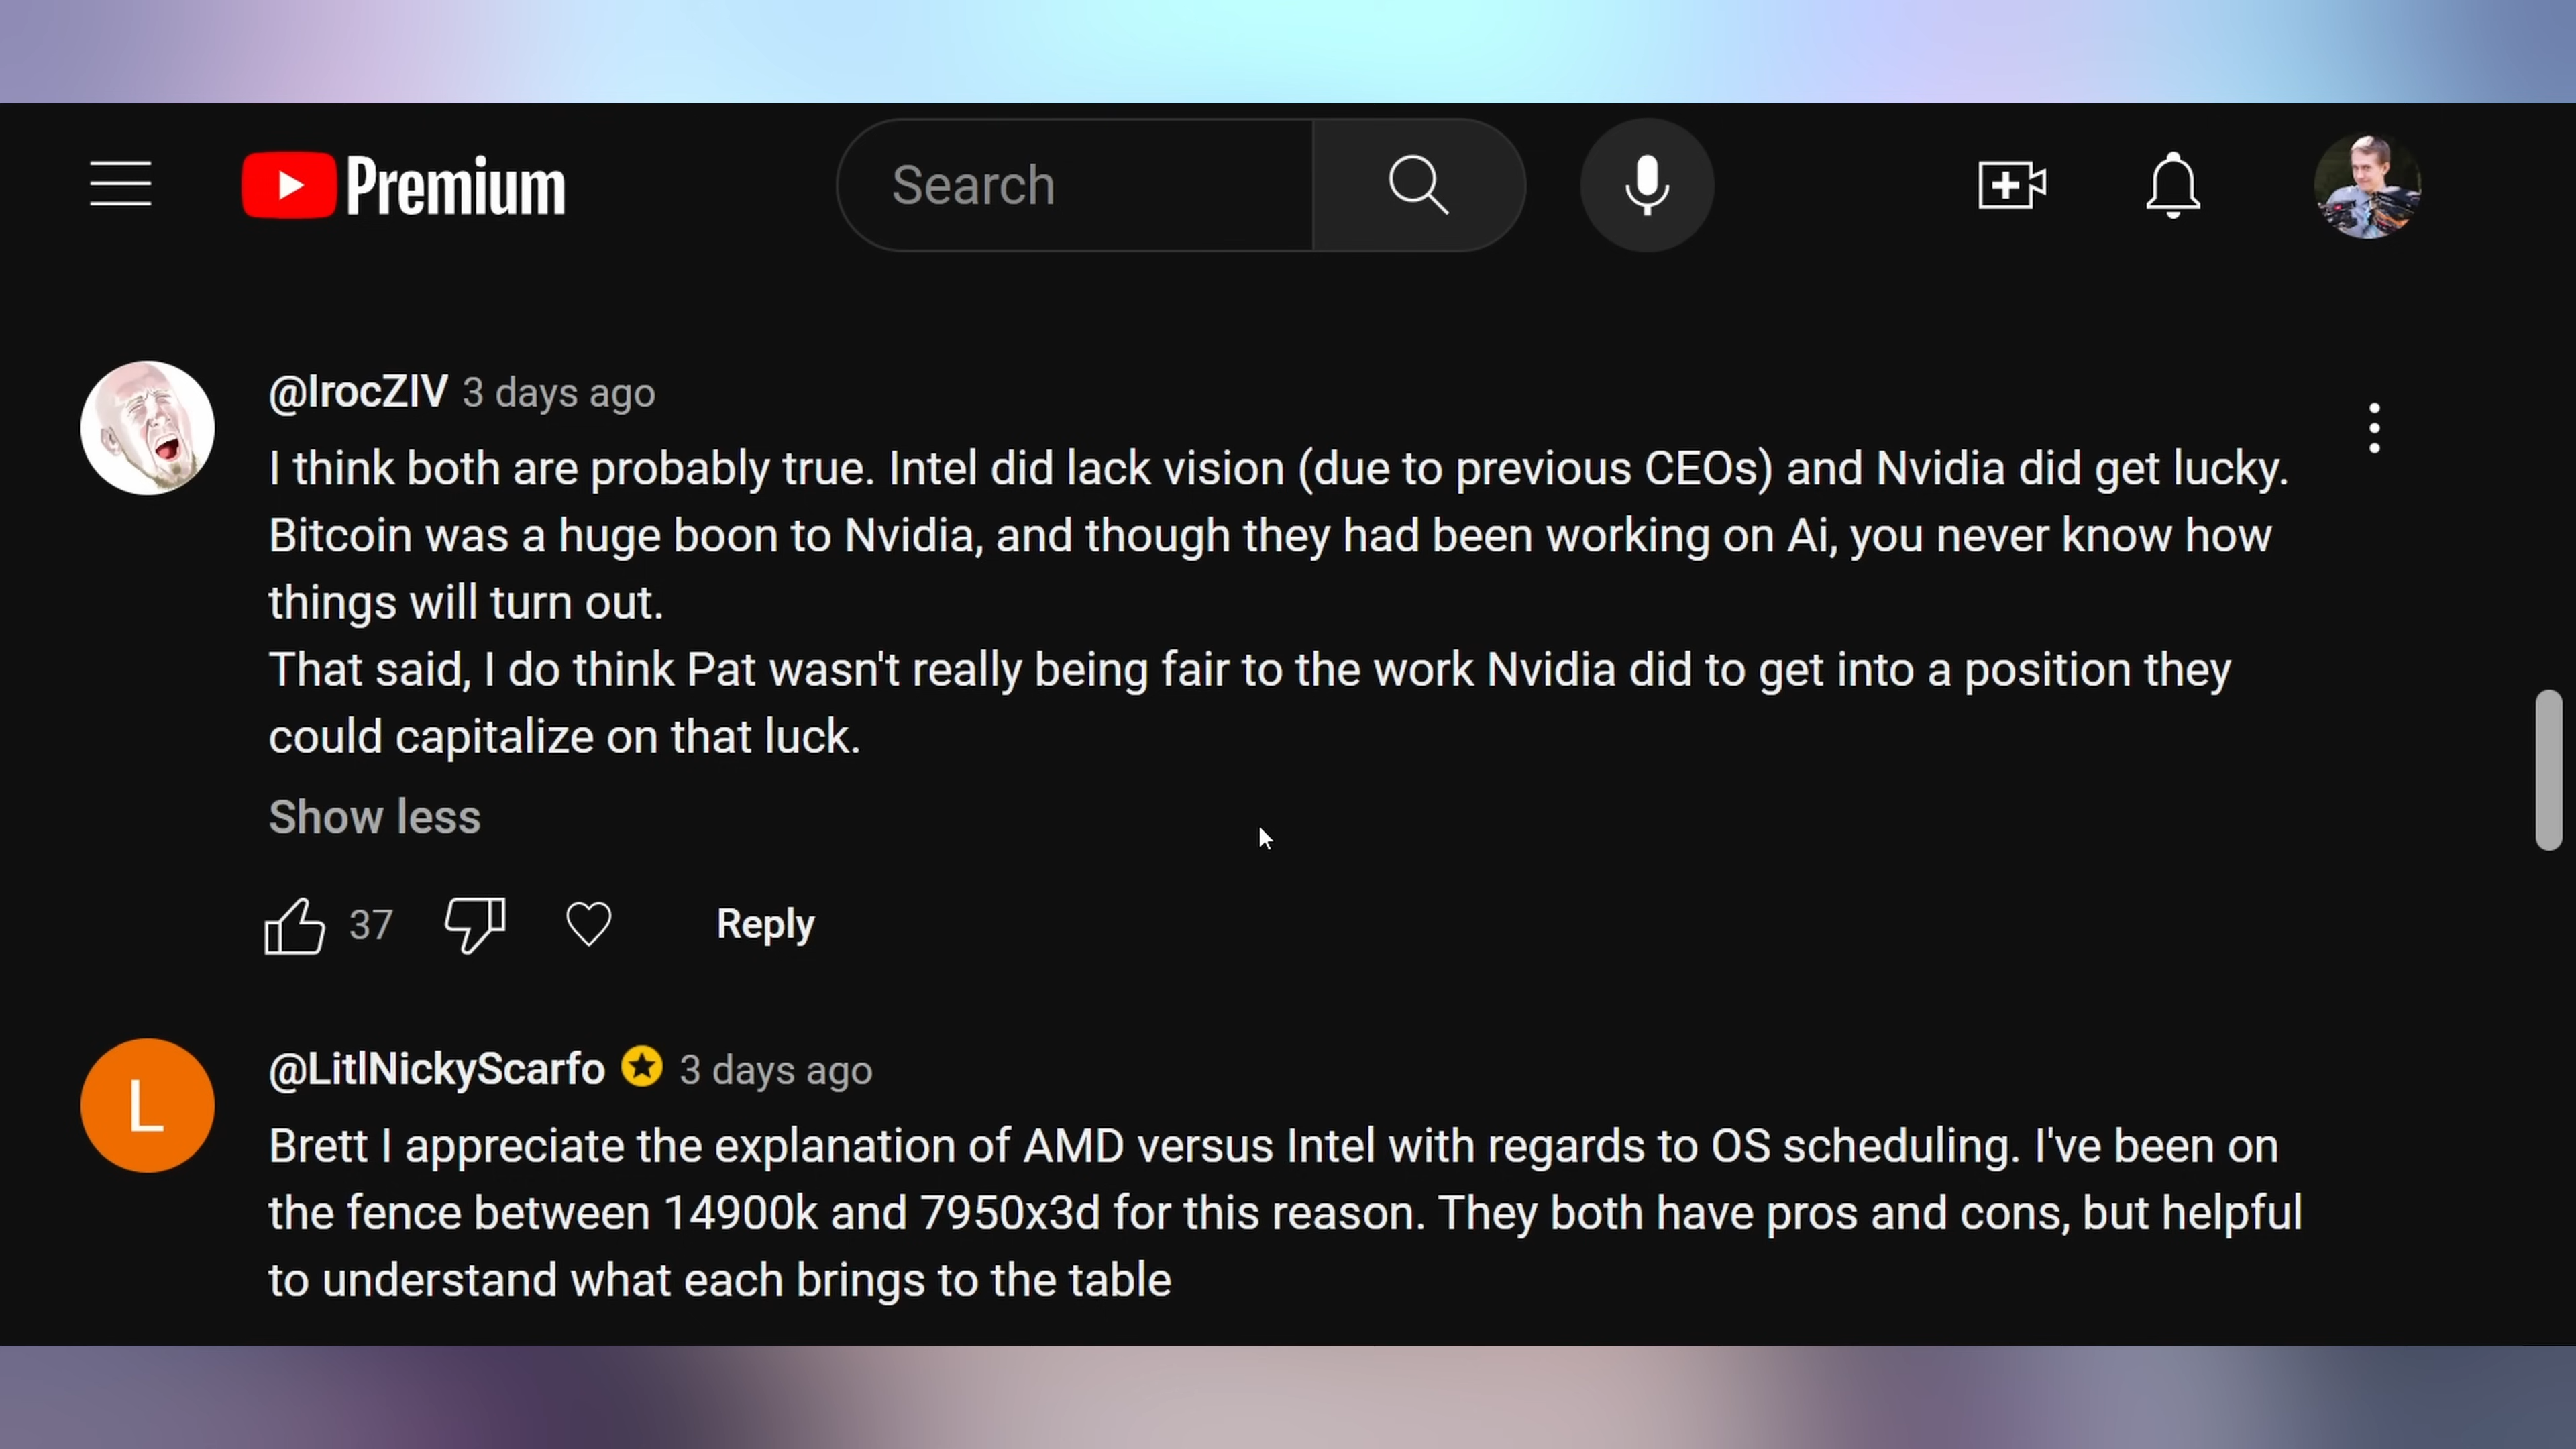 Premium
Search
@IrocZIV 3 days ago
I think both are probably true. Intel did lack vision (due to previous CEOs) and Nvidia did get lucky.
Bitcoin was a huge boon to Nvidia, and though they had been working on Ai, you never know how
things will turn out.
That said, I do think Pat wasn't really being fair to the work Nvidia did to get into a position they
could capitalize on that luck.
Show less
37 Reply
L
@LitlNickyScarfo 3 days ago
Brett I appreciate the explanation of AMD versus Intel with regards to OS scheduling. I've been on
the fence between 14900k and 7950x3d for this reason. They both have pros and cons, but helpful
to understand what each brings to the table